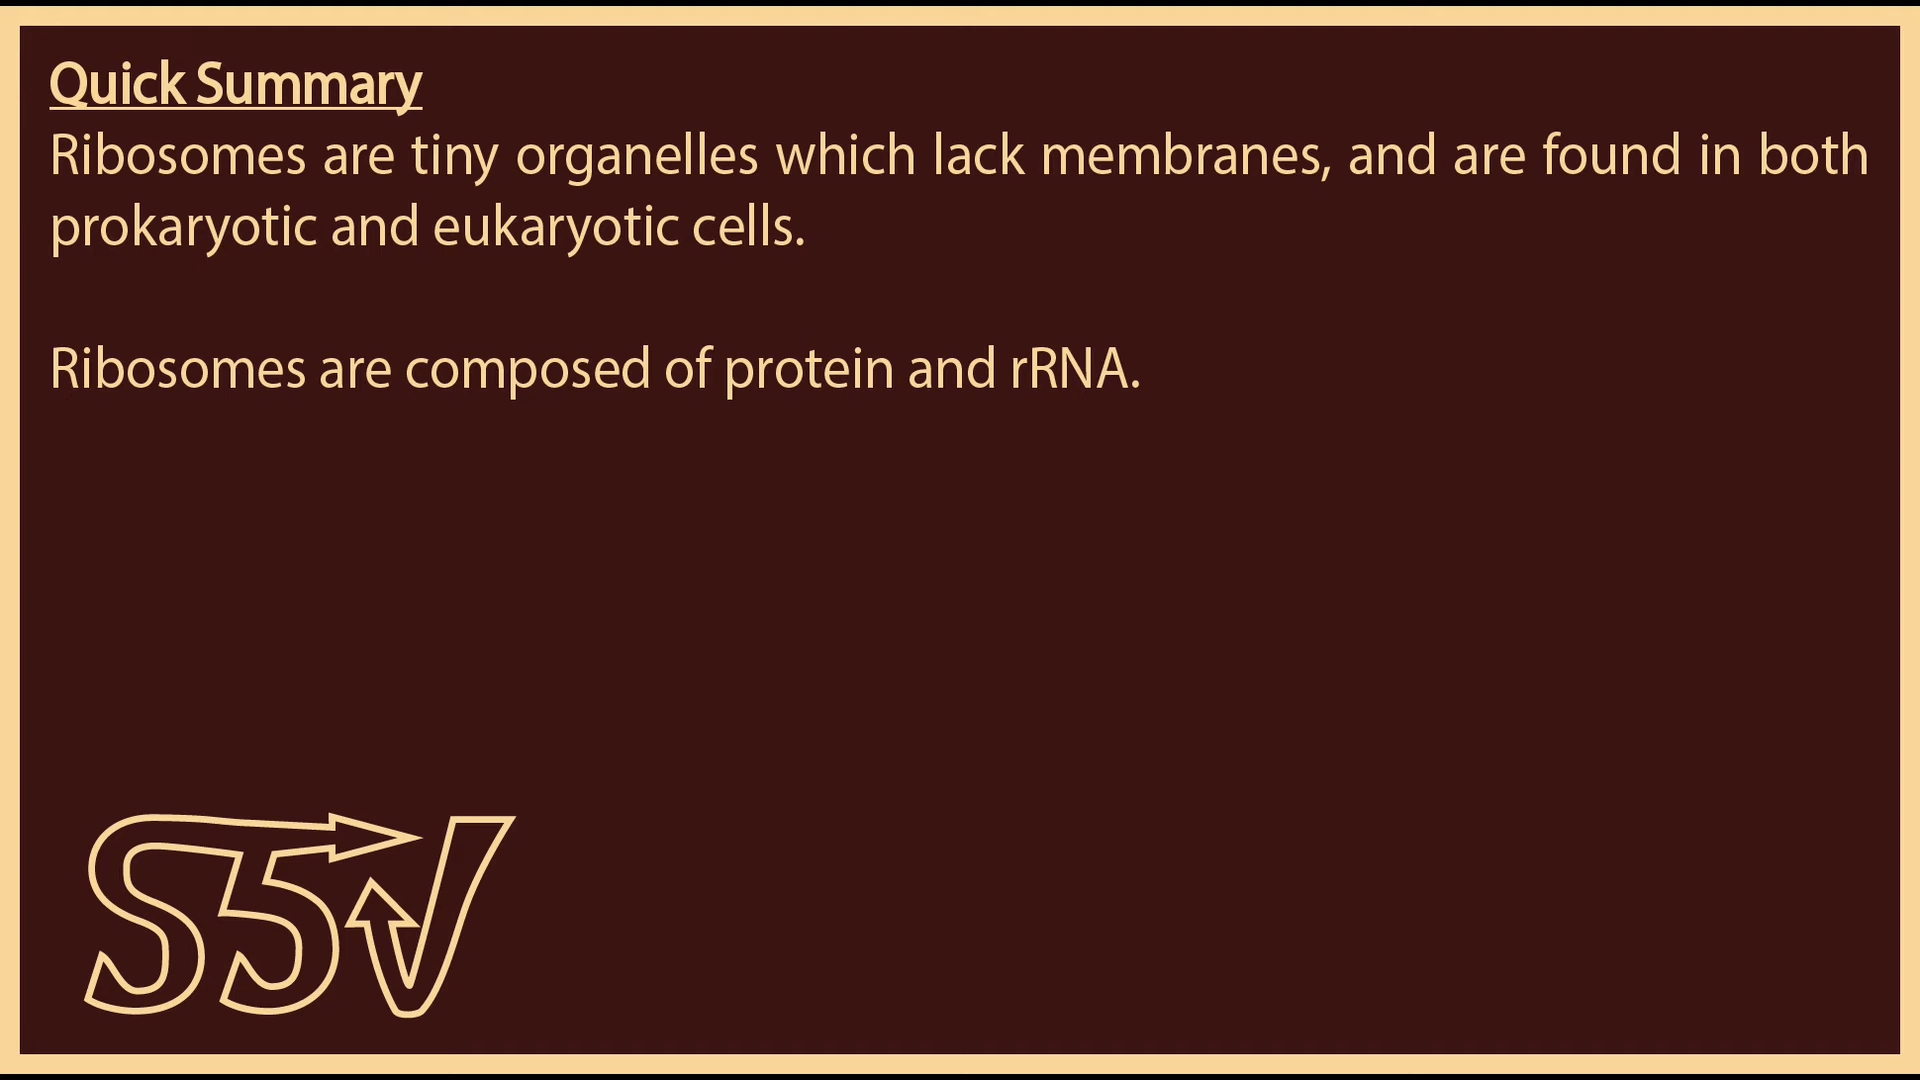 Quick Summary
Ribosomes are tiny organelles which lack membranes, and are found in both
prokaryotic and eukaryotic cells.
Ribosomes are composed of protein and rRNA.
S5V